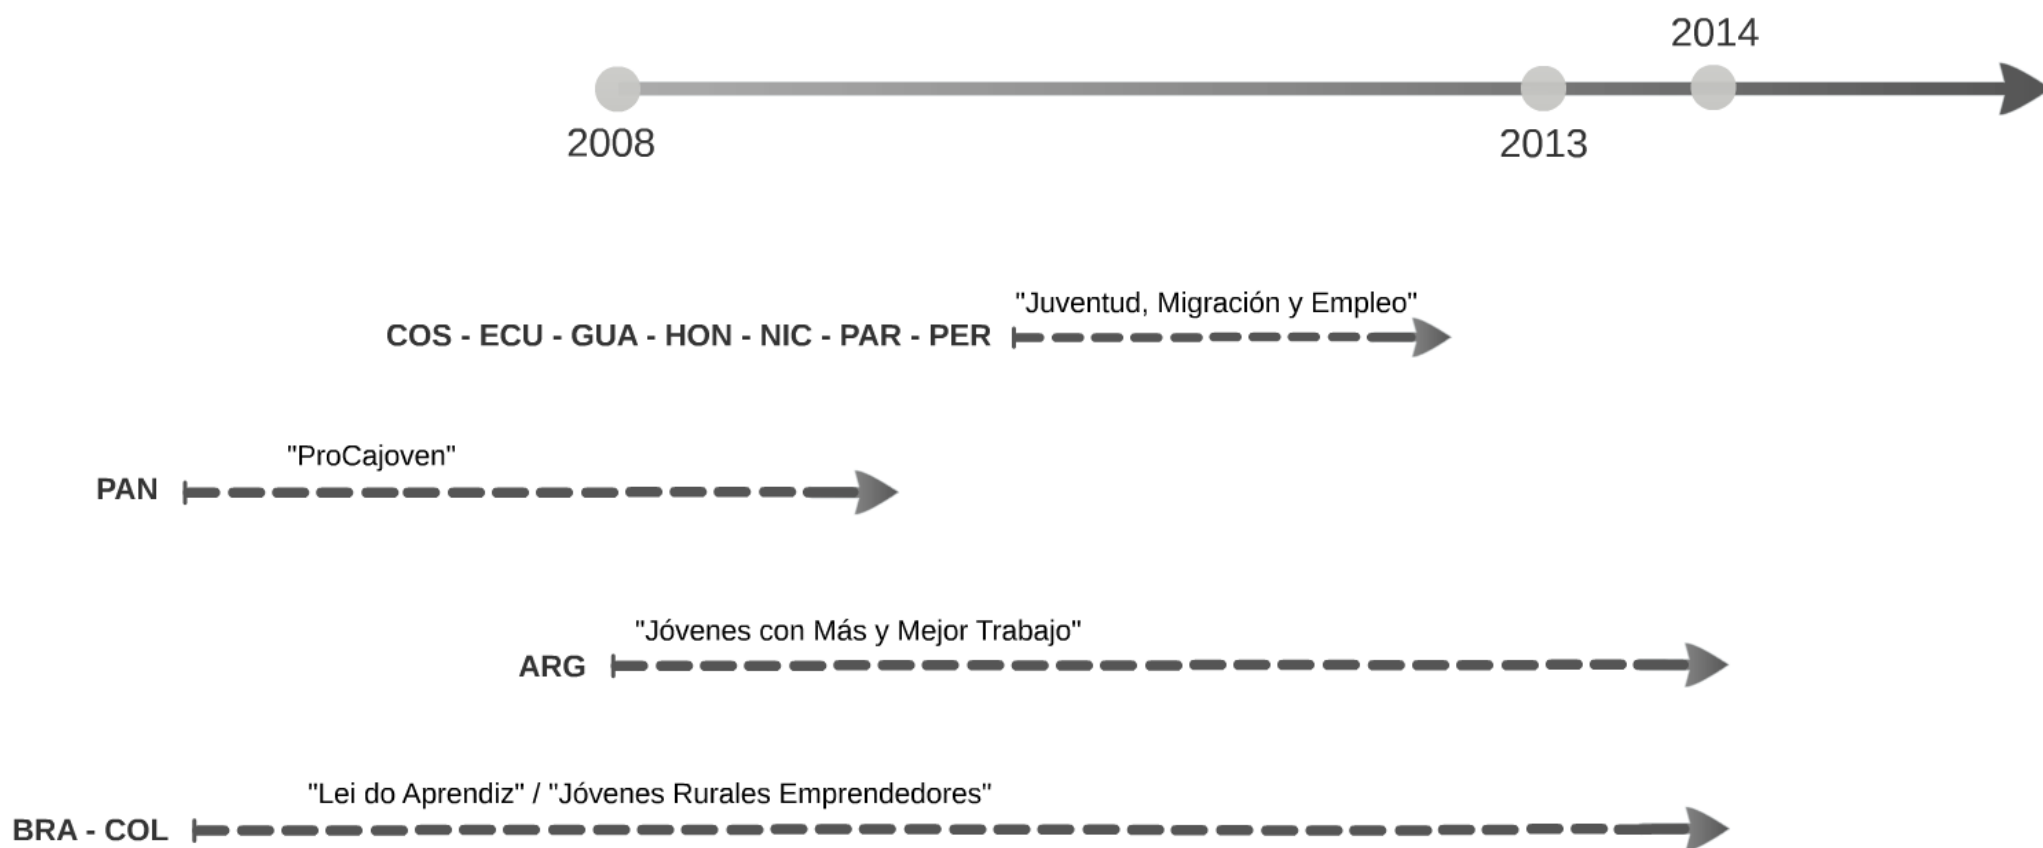 2014
2008
2013
"Juventud, Migración y Empleo"
COS - ECU - GUA - HON - NIC - PAR - PER
"ProCajoven"
PAN
"Jóvenes con Más y Mejor Trabajo"
ARG
"Lei do Aprendiz" / "Jóvenes Rurales Emprendedores"
BRA - COL